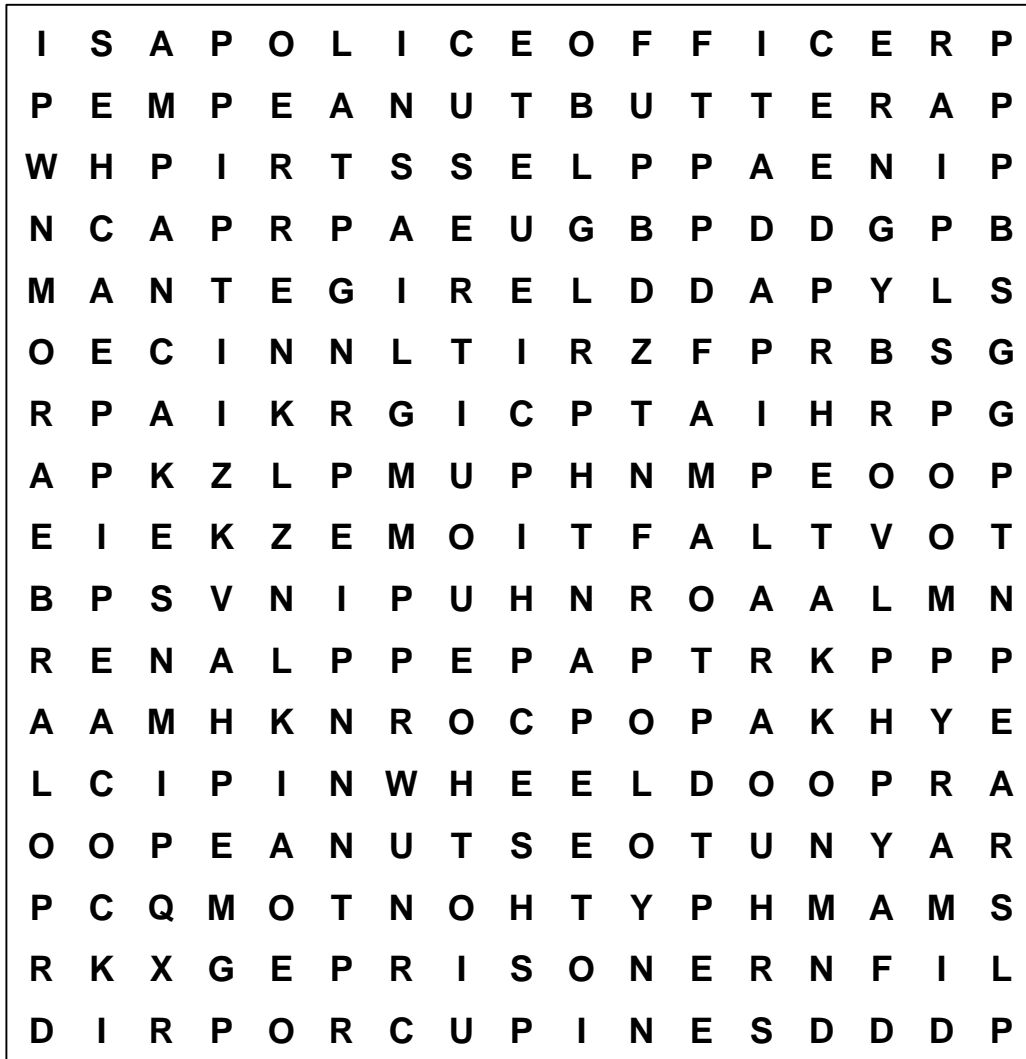 I S A P O L I C E O F F I C E R P
P E M P E A N U T B U T T E R A P
W H P I R T S S E L P P A E N I P
N C A P R P A E U G B P D D G P B
M A N T E G I R E L D D A P Y L S
O E C I N N L T I R Z F P R B S G
R P A I K R G I C P T A I H R P G
A P K Z L P M U P H N M P E O O P
E I E K Z E M O I T F A L T V O T
B P S V N I P U H N R O A A L M N
R E N A L P P E P A P T R K P P P
A A M H K N R O C P O P A K H Y E
L C I P I N W H E E L D O O P R A
O O P E A N U T S E O T U N Y A R
P C Q M O T N O H T Y P H M A M S
R K X G E P R I S O N E R N F I L
D I R P O R C U P I N E S D D D P